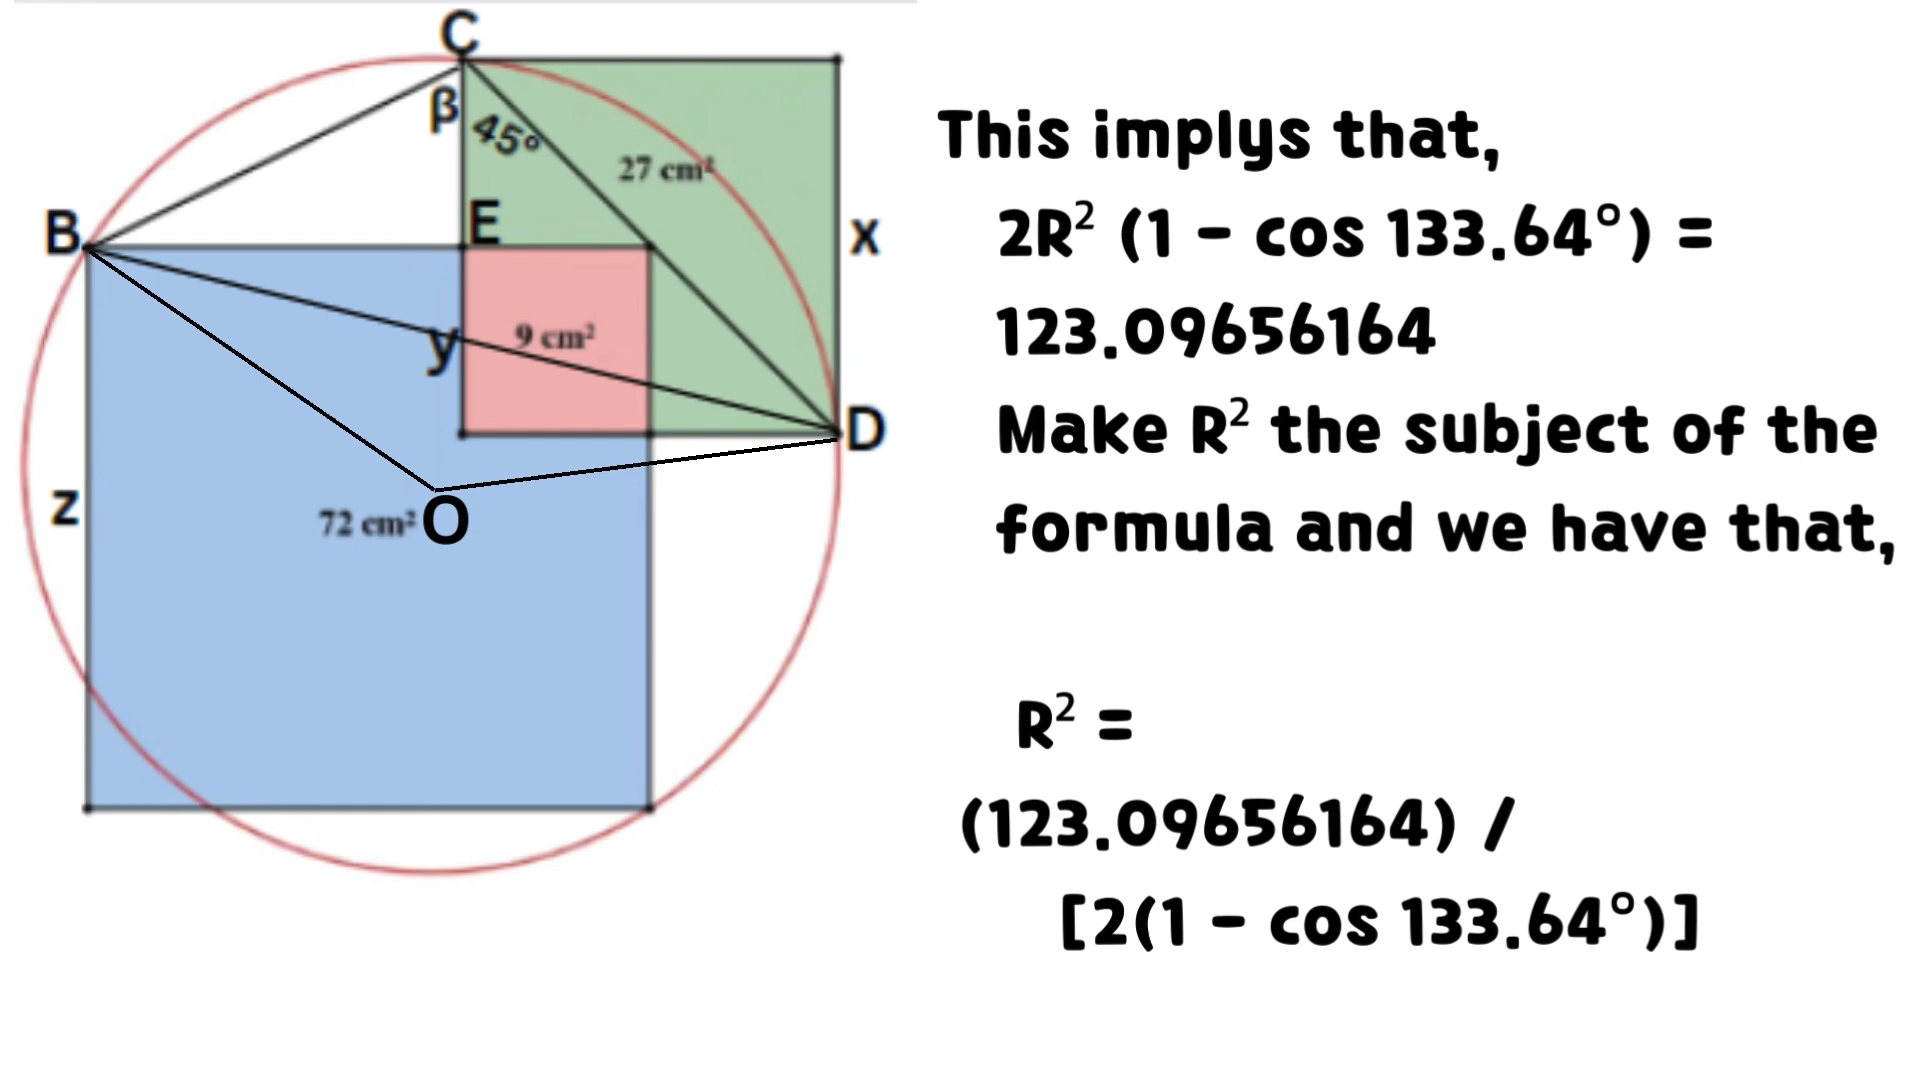 C
β
45°
27 cm²
B
E
x
y
9 cm²
D
z
72 cm²
O
This implys that,
2R² (1 - cos 133.64°) =
123.09656164
Make R² the subject of the
formula and we have that,
R² =
(123.09656164) /
[2(1 - cos 133.64°)]